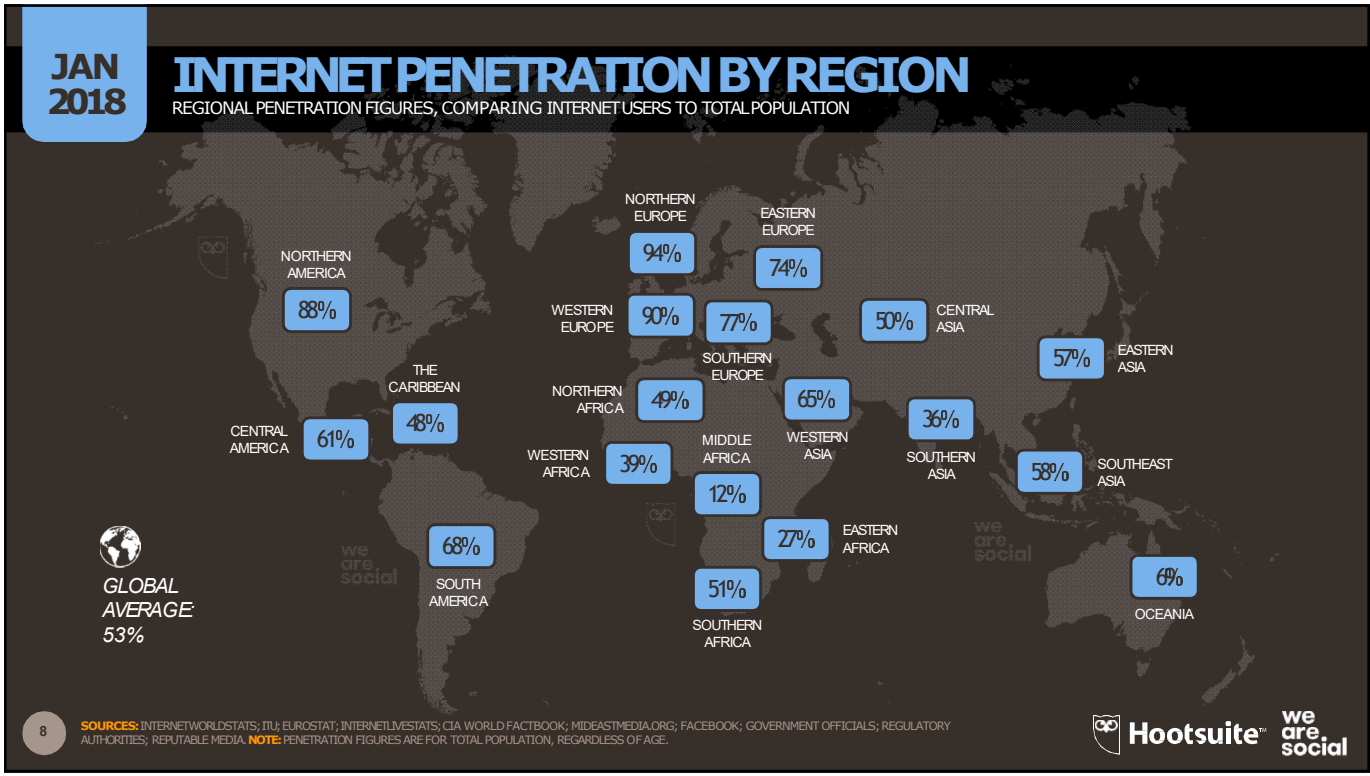 JAN
2018
INTERNET PENETRATION BY REGION
REGIONAL PENETRATION FIGURES, COMPARING INTERNET USERS TO TOTAL POPULATION
NORTHERN
EUROPE
94%
EASTERN
EUROPE
74%
NORTHERN
AMERICA
88%
WESTERN
EUROPE
90%
77%
SOUTHERN
EUROPE
50%
CENTRAL
ASIA
57%
EASTERN
ASIA
THE
CARIBBEAN
48%
NORTHERN
AFRICA
49%
65%
WESTERN
ASIA
36%
SOUTHERN
ASIA
CENTRAL
AMERICA
61%
WESTERN
AFRICA
39%
MIDDLE
AFRICA
12%
58%
SOUTHEAST
ASIA
27%
EASTERN
AFRICA
68%
SOUTH
AMERICA
51%
SOUTHERN
AFRICA
OCEANIA
we
are
social
we
are
social
GLOBAL
AVERAGE:
53%
8
SOURCES: INTERNETWORLDSTATS; ITU; EUROSTAT; INTERNETLIVESTATS; CIA WORLD FACTBOOK; MIDEASTMEDIA.ORG; FACEBOOK; GOVERNMENT OFFICIALS; REGULATORY
AUTHORITIES; REPUTABLE MEDIA. NOTE: PENETRATION FIGURES ARE FOR TOTAL POPULATION, REGARDLESS OF AGE.
Hootsuite™
we
are
social